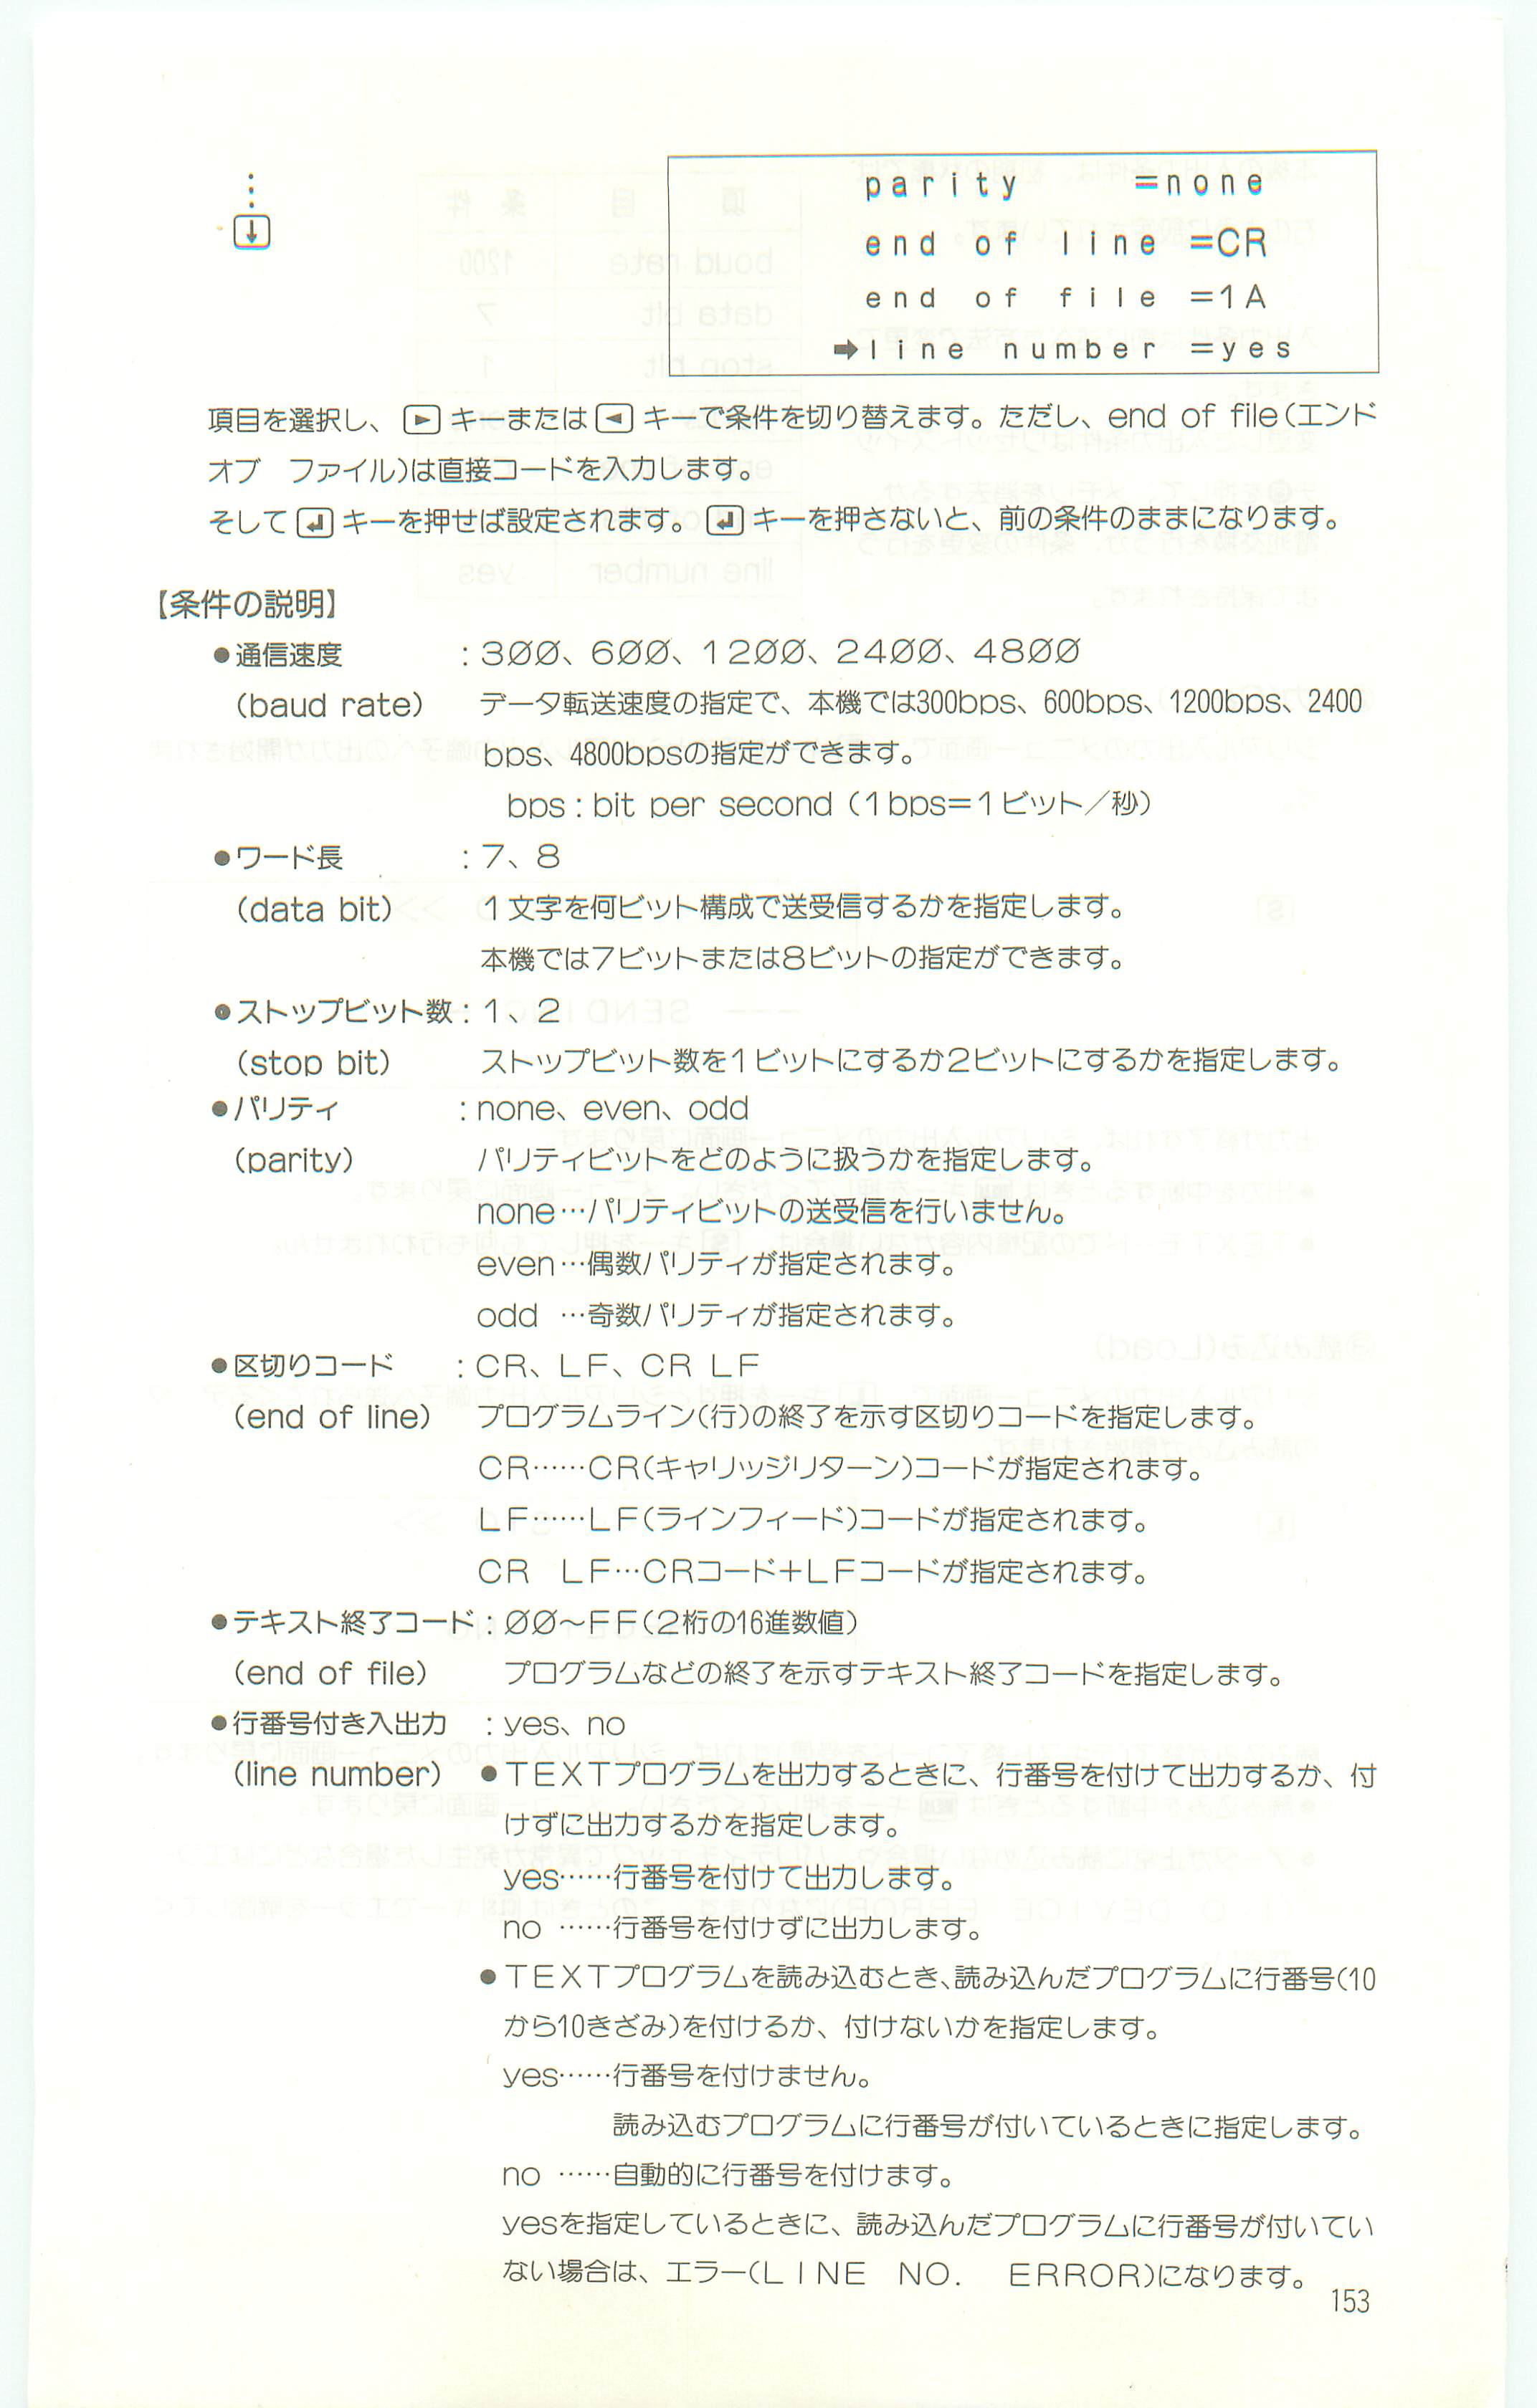 ⋮
↓
parity =none
end of line =CR
end of file =1A
➡line number =yes
項目を選択し、▶キーまたは◀キーで条件を切り替えます。ただし、end of file(エンド
オブ ファイル)は直接コードを入力します。
そして↲キーを押せば設定されます。↲キーを押さないと、前の条件のままになります。
【条件の説明】
●通信速度 : 300、600、1200、2400、4800
(baud rate) データ転送速度の指定で、本機では300bps、600bps、1200bps、2400
bps、4800bpsの指定ができます。
bps : bit per second (1bps=1ビット/秒)
●ワード長 : 7、8
(data bit) 1文字を何ビット構成で送受信するかを指定します。
本機では7ビットまたは8ビットの指定ができます。
●ストップビット数 : 1、2
(stop bit) ストップビット数を1ビットにするか2ビットにするかを指定します。
●パリティ : none、even、odd
(parity) パリティビットをどのように扱うかを指定します。
none…パリティビットの送受信を行いません。
even…偶数パリティが指定されます。
odd …奇数パリティが指定されます。
●区切りコード : CR、LF、CR LF
(end of line) プログラムライン(行)の終了を示す区切りコードを指定します。
CR……CR(キャリッジリターン)コードが指定されます。
LF……LF(ラインフィード)コードが指定されます。
CR LF…CRコード+LFコードが指定されます。
●テキスト終了コード : 00〜FF(2桁の16進数値)
(end of file) プログラムなどの終了を示すテキスト終了コードを指定します。
●行番号付き入出力 : yes、no
(line number) ●TEXTプログラムを出力するときに、行番号を付けて出力するか、付
けずに出力するかを指定します。
yes……行番号を付けて出力します。
no ……行番号を付けずに出力します。
●TEXTプログラムを読み込むとき、読み込んだプログラムに行番号(10
から10きざみ)を付けるか、付けないかを指定します。
yes……行番号を付けません。
読み込むプログラムに行番号が付いているときに指定します。
no ……自動的に行番号を付けます。
yesを指定しているときに、読み込んだプログラムに行番号が付いてい
ない場合は、エラー(LINE NO. ERROR)になります。
153